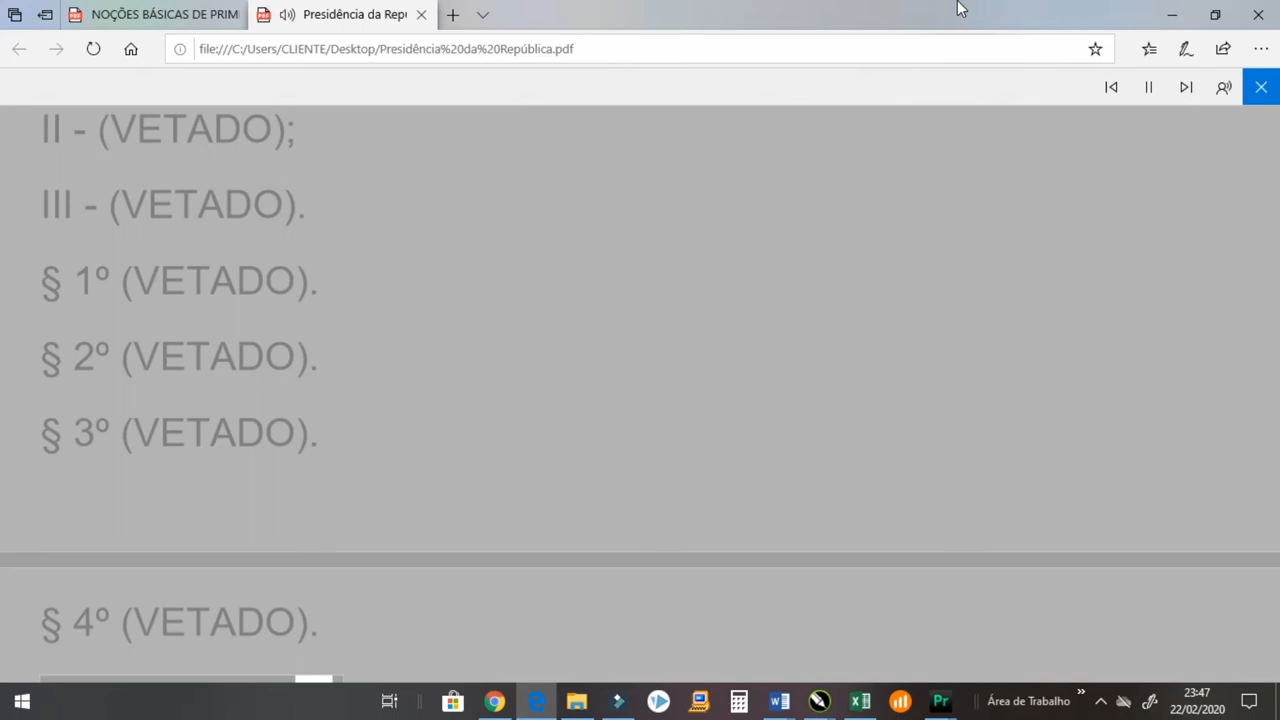 NOÇÕES BÁSICAS DE PRIM
Presidência da Repú
file:///C:/Users/CLIENTE/Desktop/Presidência%20da%20República.pdf
II - (VETADO);
III - (VETADO).
§ 1º (VETADO).
§ 2º (VETADO).
§ 3º (VETADO).
§ 4º (VETADO).
Área de Trabalho
23:47
22/02/2020